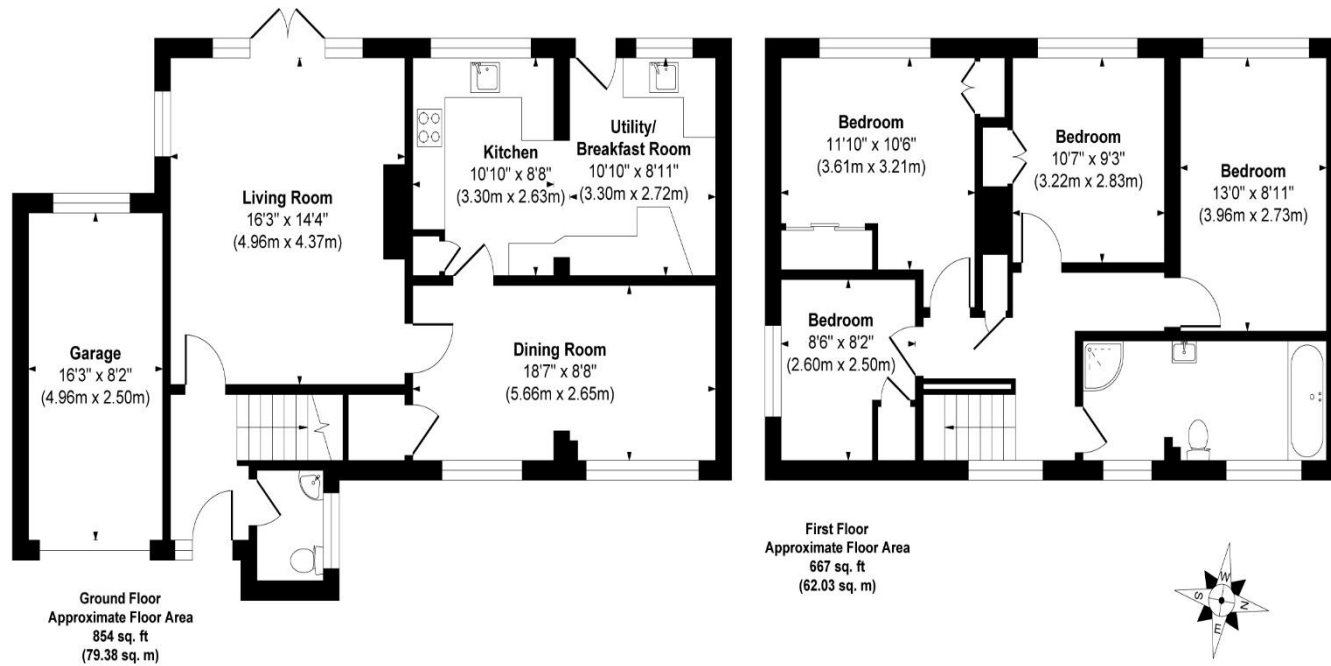 Living Room
16'3" x 14'4"
(4.96m x 4.37m)
Kitchen
10'10" x 8'8"
(3.30m x 2.63m)
Utility/
Breakfast Room
10'10" x 8'11"
(3.30m x 2.72m)
Garage
16'3" x 8'2"
(4.96m x 2.50m)
Dining Room
18'7" x 8'8"
(5.66m x 2.65m)
Ground Floor
Approximate Floor Area
854 sq. ft
(79.38 sq. m)
Bedroom
11'10" x 10'6"
(3.61m x 3.21m)
Bedroom
10'7" x 9'3"
(3.22m x 2.83m)
Bedroom
13'0" x 8'11"
(3.96m x 2.73m)
Bedroom
8'6" x 8'2"
(2.60m x 2.50m)
First Floor
Approximate Floor Area
667 sq. ft
(62.03 sq. m)
W
S
N
E